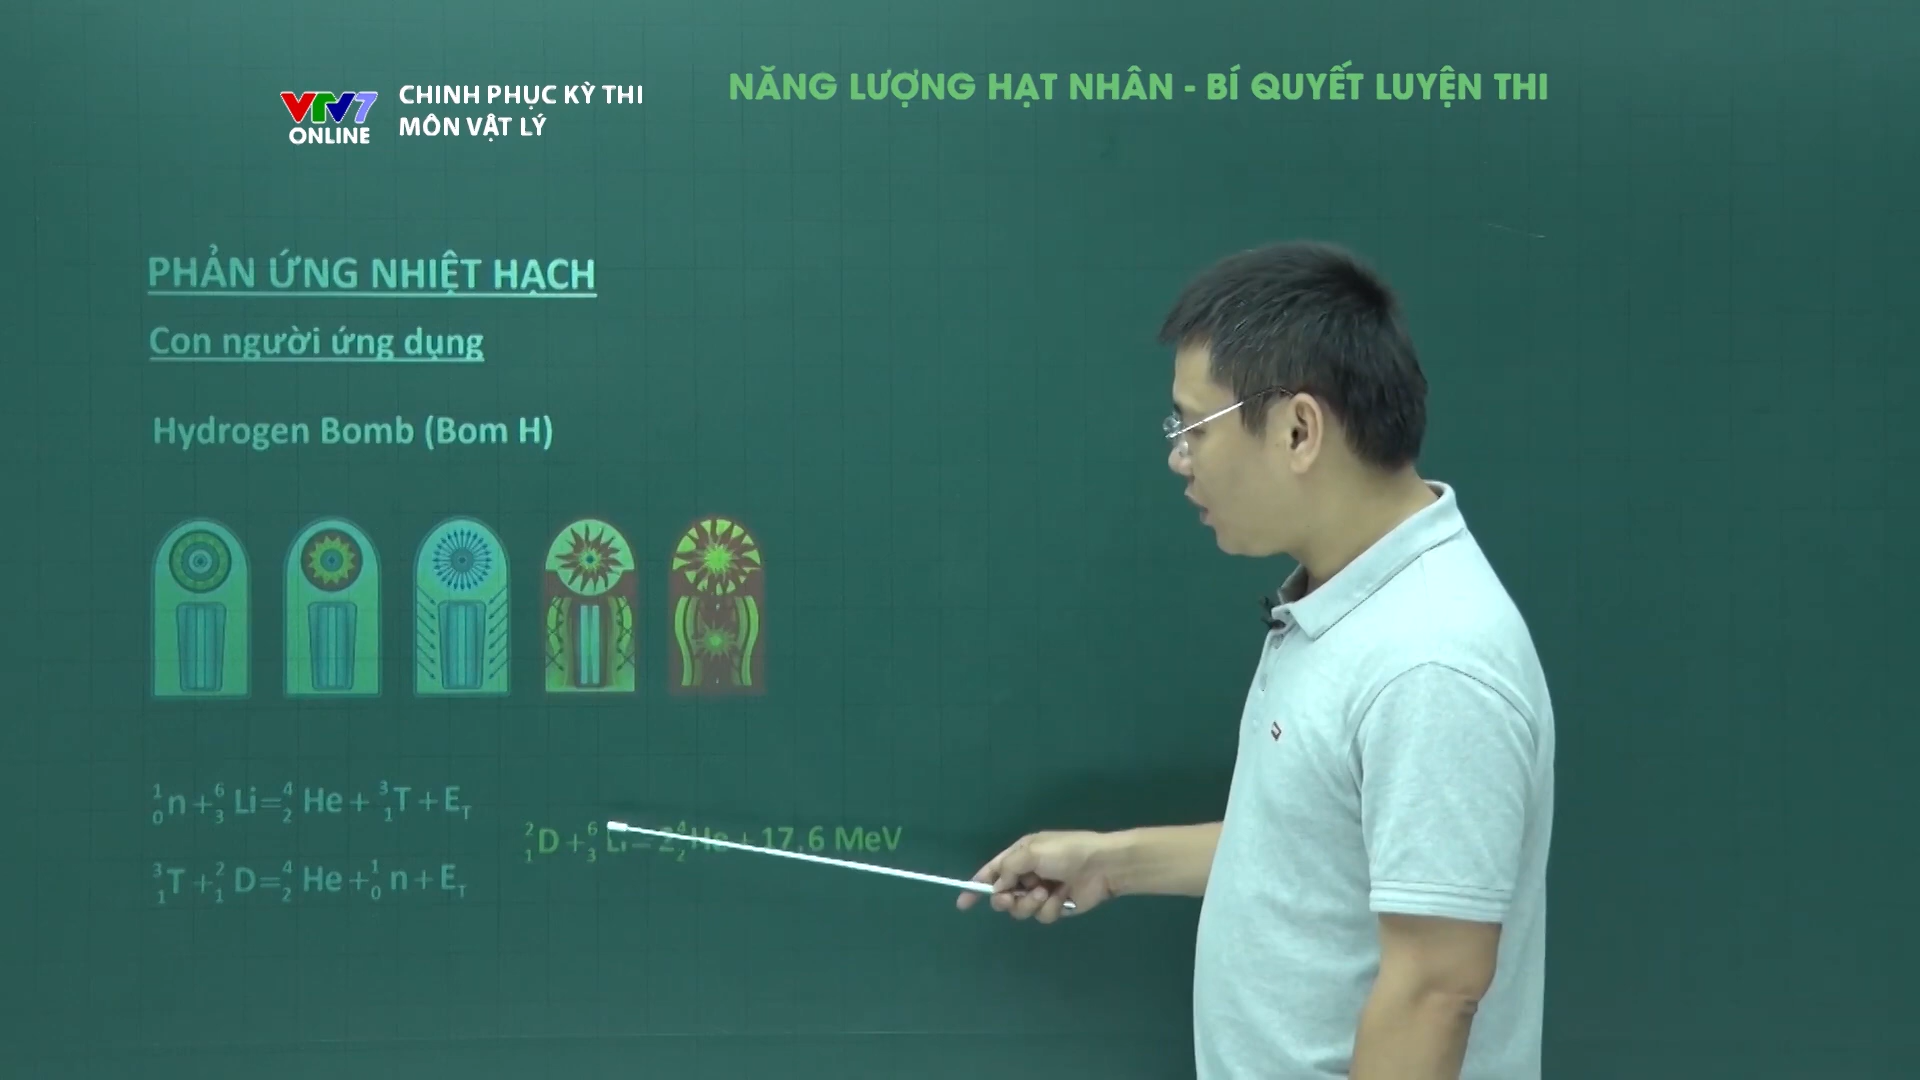 VTV7
ONLINE
CHINH PHỤC KỲ THI
MÔN VẬT LÝ
NĂNG LƯỢNG HẠT NHÂN - BÍ QUYẾT LUYỆN THI
PHẢN ỨNG NHIỆT HẠCH
Con người ứng dụng
Hydrogen Bomb (Bom H)
¹₀n + ⁶₃Li = ⁴₂He + ³₁T + E_T
²₁D + ⁶₃Li = 2⁴₂He + 17,6 MeV
³₁T + ²₁D = ⁴₂He + ¹₀n + E_T